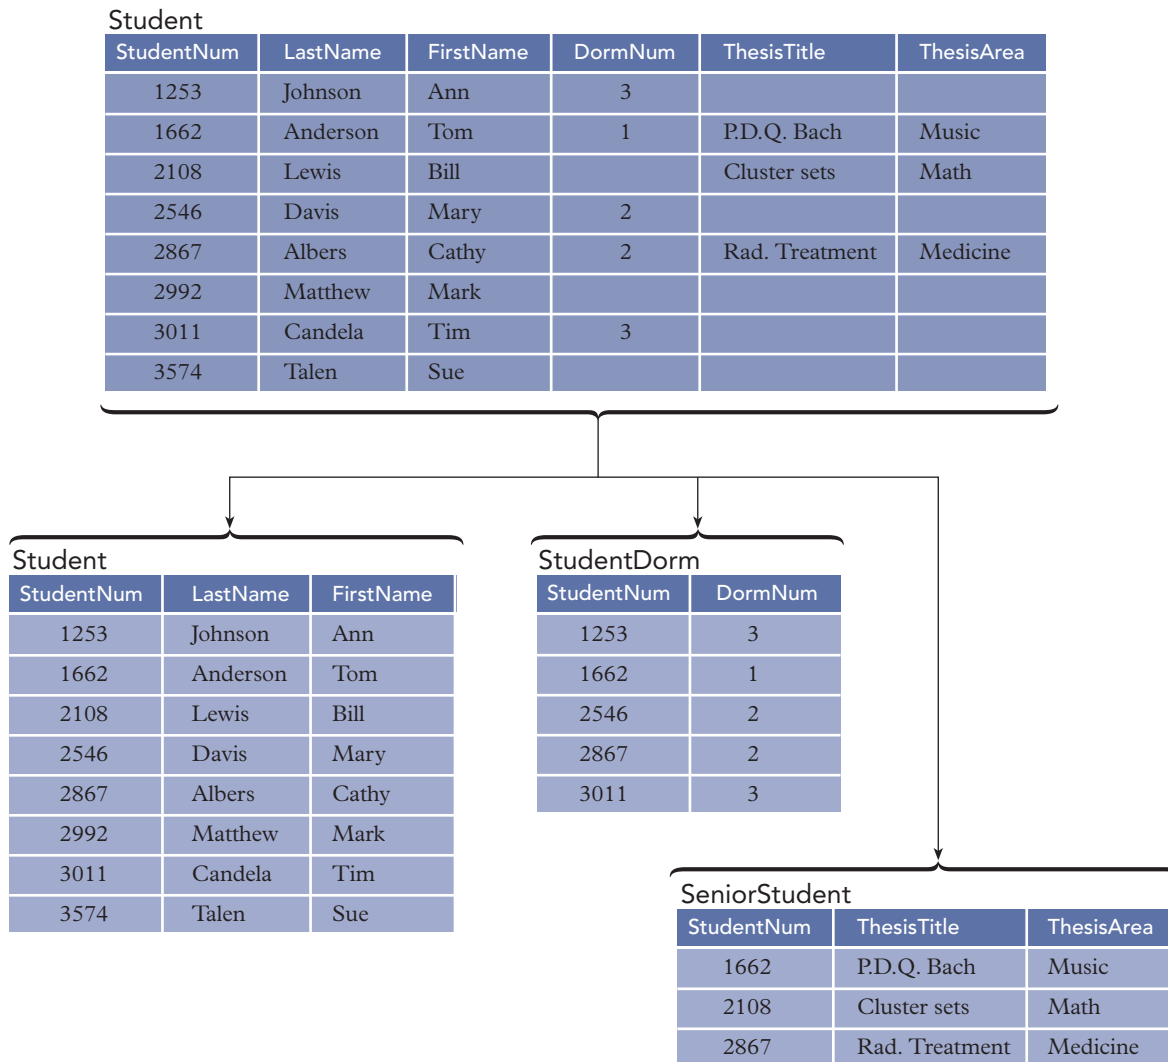 Student
StudentNum LastName FirstName DormNum ThesisTitle ThesisArea
1253 Johnson Ann 3
1662 Anderson Tom 1 P.D.Q. Bach Music
2108 Lewis Bill Cluster sets Math
2546 Davis Mary 2
2867 Albers Cathy 2 Rad. Treatment Medicine
2992 Matthew Mark
3011 Candela Tim 3
3574 Talen Sue
Student
StudentNum LastName FirstName
1253 Johnson Ann
1662 Anderson Tom
2108 Lewis Bill
2546 Davis Mary
2867 Albers Cathy
2992 Matthew Mark
3011 Candela Tim
3574 Talen Sue
StudentDorm
StudentNum DormNum
1253 3
1662 1
2546 2
2867 2
3011 3
SeniorStudent
StudentNum ThesisTitle ThesisArea
1662 P.D.Q. Bach Music
2108 Cluster sets Math
2867 Rad. Treatment Medicine